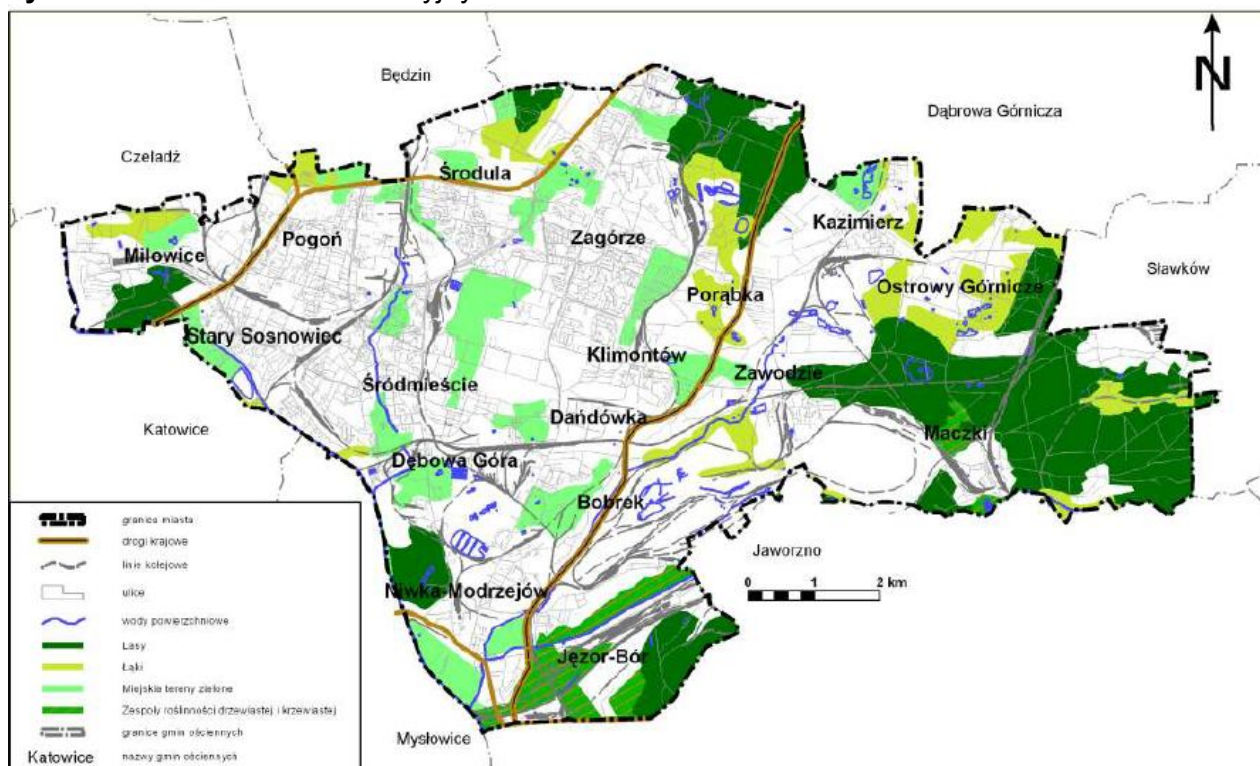 N
Będzin
Dąbrowa Górnicza
Czeladź
Środula
Kazimierz
Zagórze
Pogoń
Milowice
Sławków
Ostrowy Górnicze
Porąbka
Stary Sosnowiec
Klimontów
Zawodzie
Śródmieście
Dańdówka
Katowice
Maczki
Dębowa Góra
Bobrek
Jaworzno
0 1 2 km
Niwka-Modrzejów
Jęzor-Bór
Mysłowice
granice miasta
drogi krajowe
linie kolejowe
ulice
wody powierzchniowe
Lasy
Łąki
Miejskie tereny zielone
Zespoły roślinności drzewiastej i krzewiastej
granice gmin ościennych
Katowice nazwy gmin ościennych